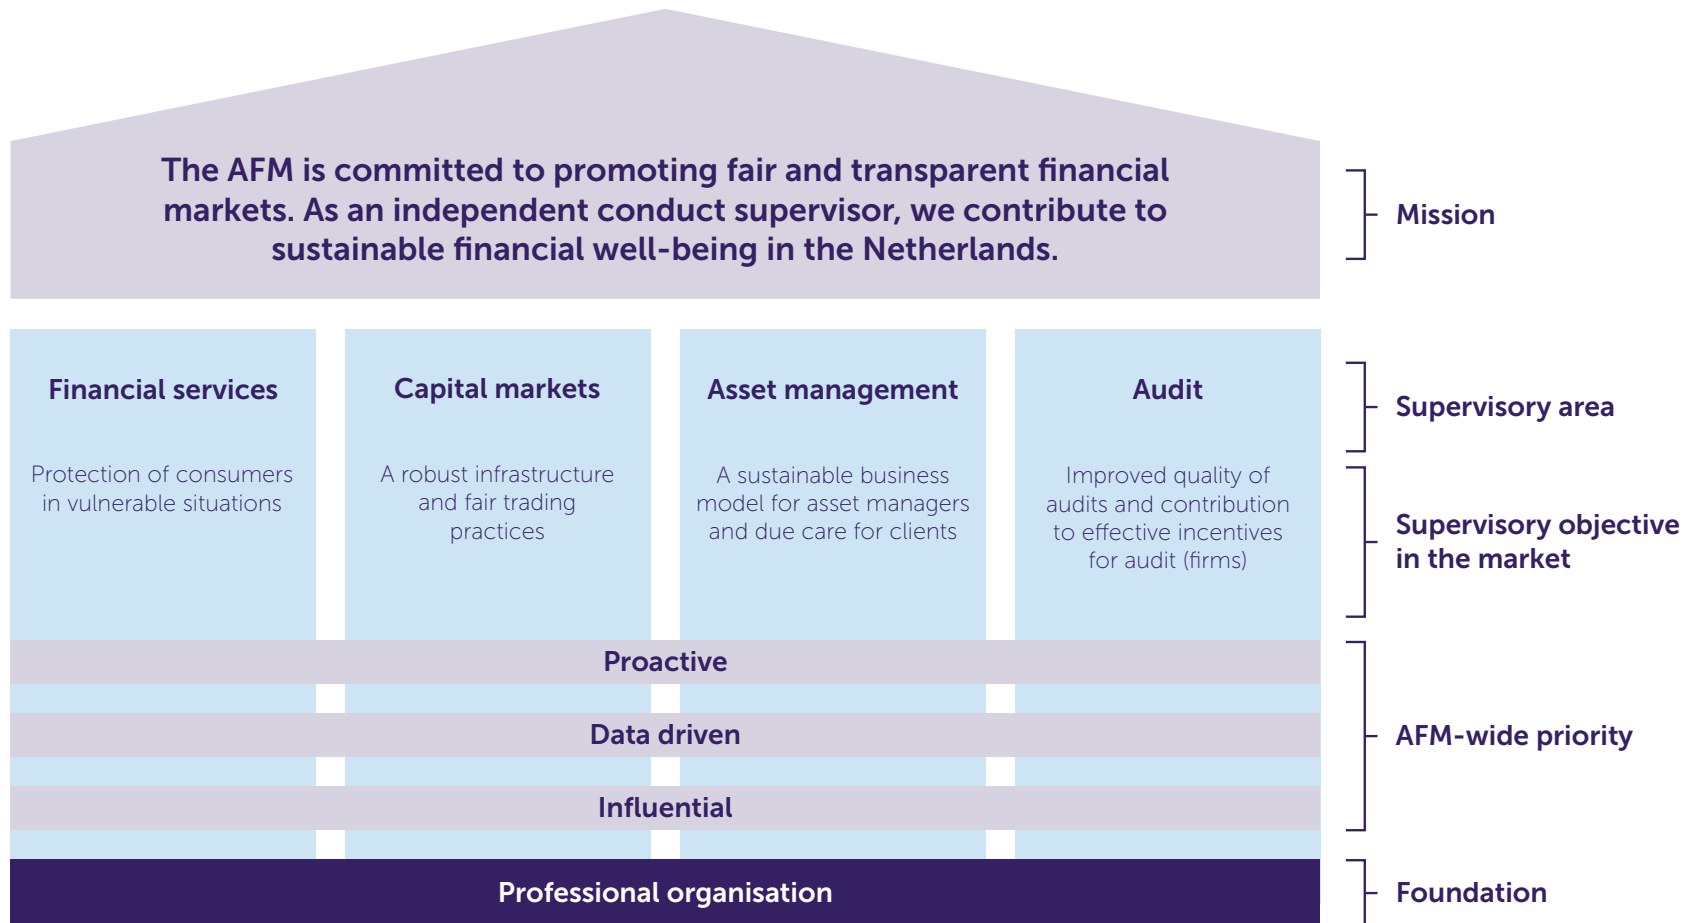 The AFM is committed to promoting fair and transparent financial
markets. As an independent conduct supervisor, we contribute to
sustainable financial well-being in the Netherlands.
Mission
Financial services
Protection of consumers
in vulnerable situations
Capital markets
A robust infrastructure
and fair trading
practices
Asset management
A sustainable business
model for asset managers
and due care for clients
Audit
Improved quality of
audits and contribution
to effective incentives
for audit (firms)
Supervisory area
Supervisory objective
in the market
Proactive
Data driven
Influential
AFM-wide priority
Professional organisation
Foundation